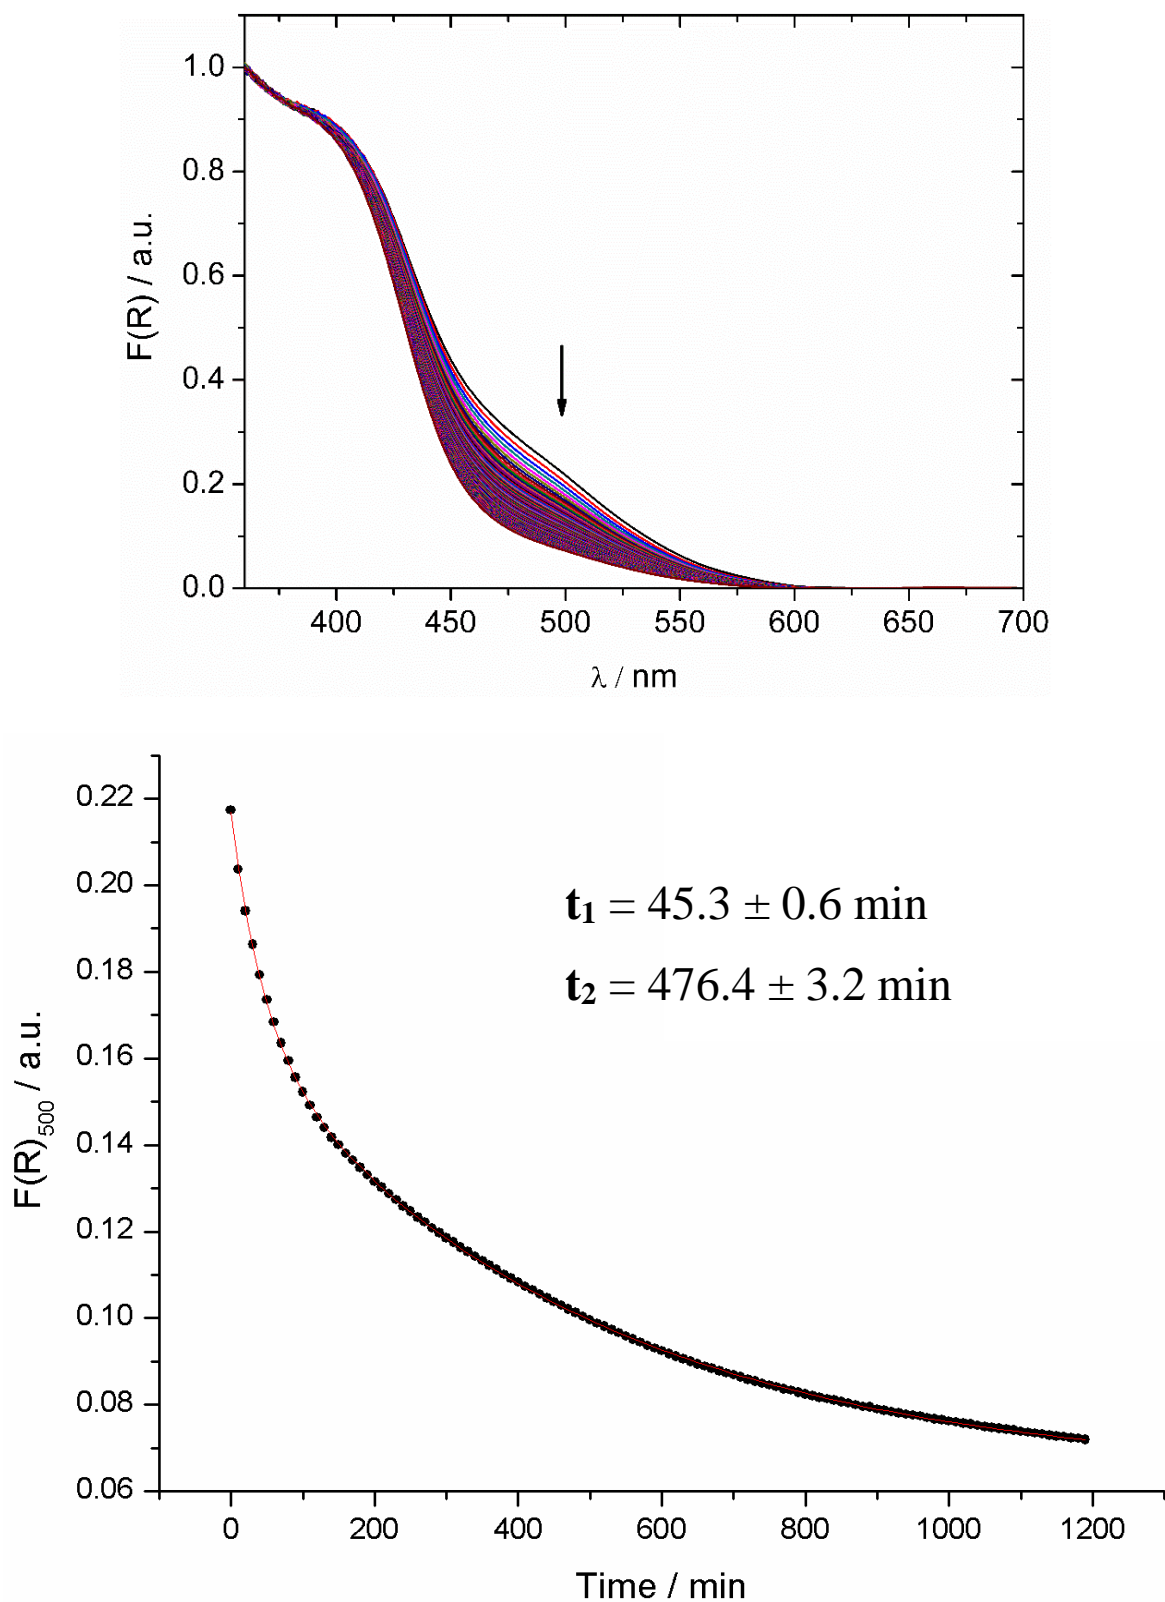 1.0
0.8
0.6
0.4
0.2
0.0
F(R) / a.u.
400 450 500 550 600 650 700
λ / nm
0.22
0.20
0.18
0.16
0.14
0.12
0.10
0.08
0.06
F(R)₅₀₀ / a.u.
t₁ = 45.3 ± 0.6 min
t₂ = 476.4 ± 3.2 min
0 200 400 600 800 1000 1200
Time / min